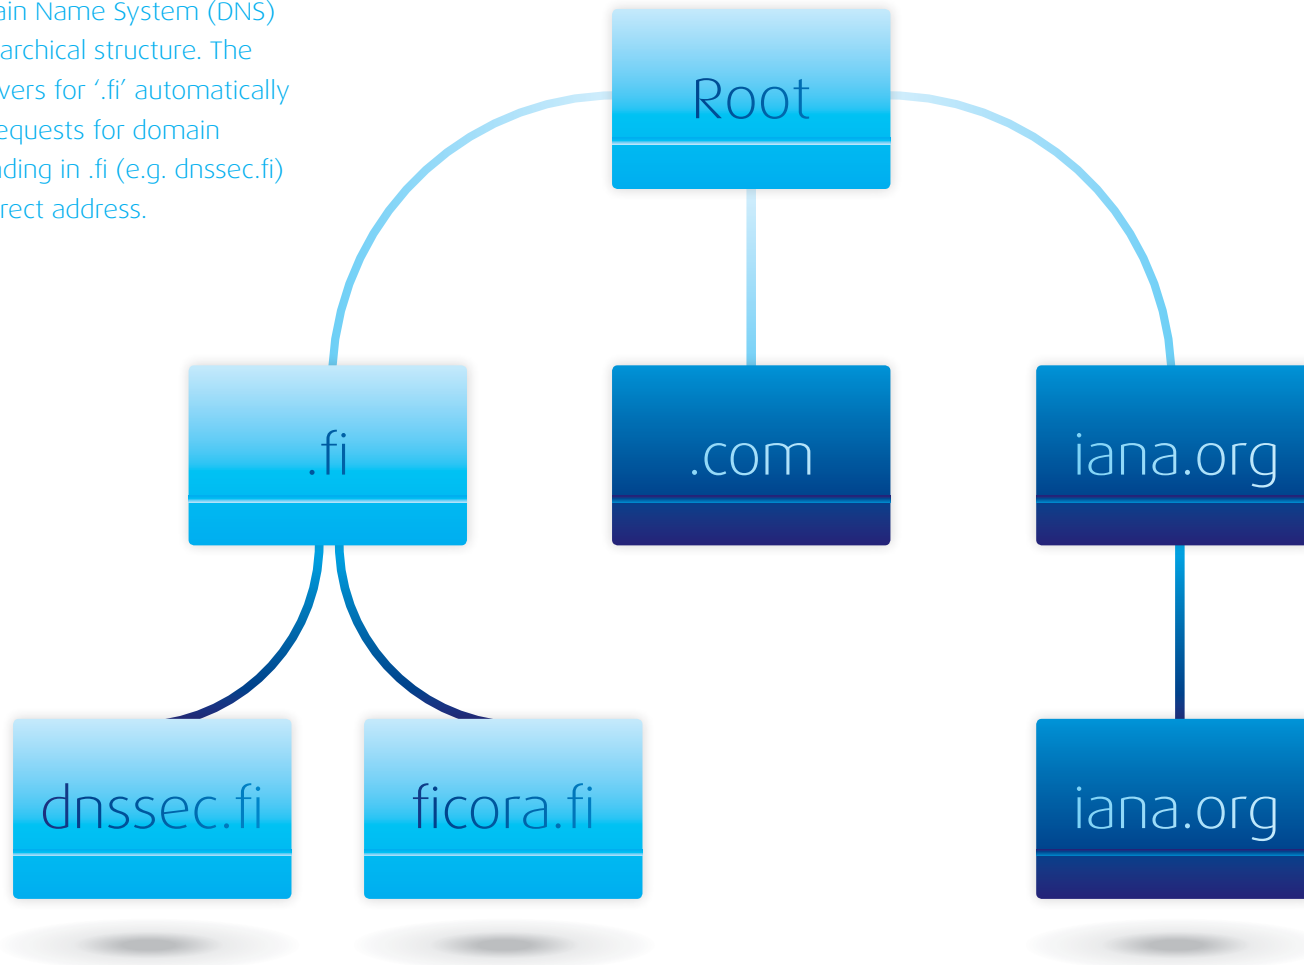 ain Name System (DNS)
archical structure. The
vers for ‘.fi’ automatically
equests for domain
ding in .fi (e.g. dnssec.fi)
rect address.
Root
.fi
.com
iana.org
dnssec.fi
ficora.fi
iana.org